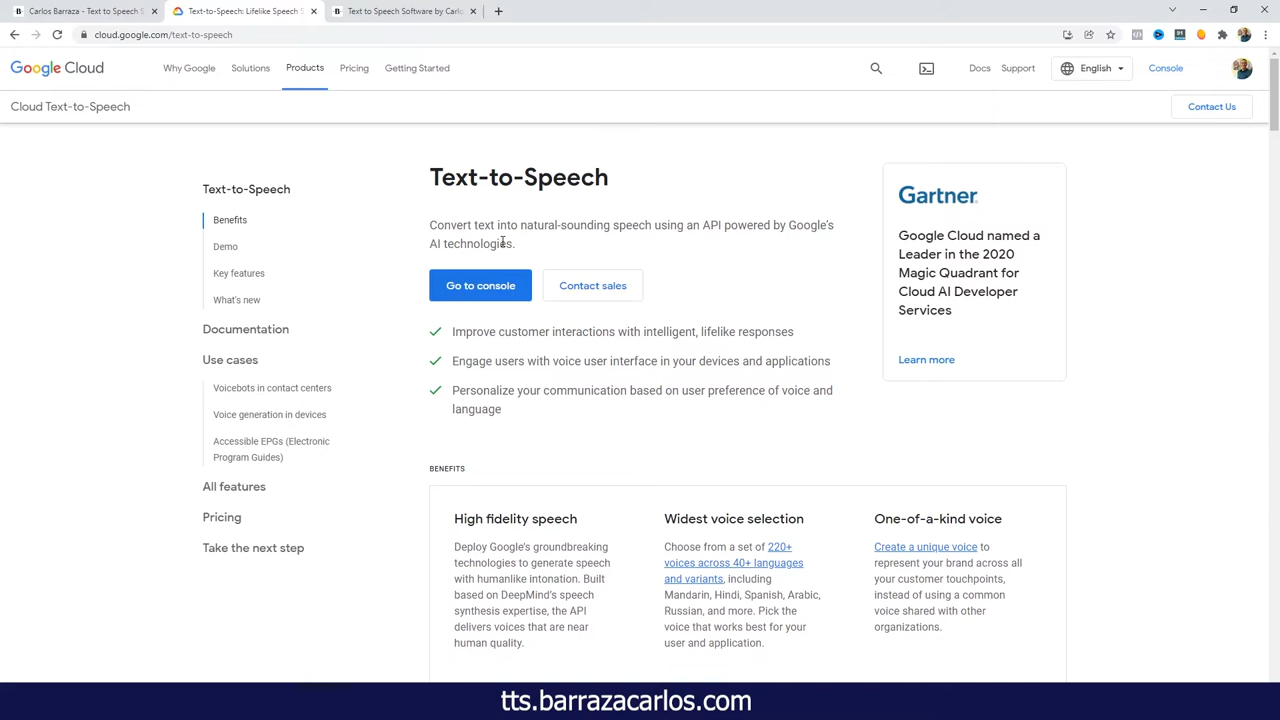 Carlos Barraza - Text to Speech S
Text-to-Speech: Lifelike Speech S
Text to Speech Software by Carlo
cloud.google.com/text-to-speech
Google Cloud
Why Google
Solutions
Products
Pricing
Getting Started
Docs
Support
English
Console
Cloud Text-to-Speech
Contact Us
Text-to-Speech
Benefits
Demo
Key features
What's new
Documentation
Use cases
Voicebots in contact centers
Voice generation in devices
Accessible EPGs (Electronic
Program Guides)
All features
Pricing
Take the next step
Text-to-Speech
Convert text into natural-sounding speech using an API powered by Google's
AI technologies.
Go to console
Contact sales
Improve customer interactions with intelligent, lifelike responses
Engage users with voice user interface in your devices and applications
Personalize your communication based on user preference of voice and
language
Gartner
Google Cloud named a
Leader in the 2020
Magic Quadrant for
Cloud AI Developer
Services
Learn more
BENEFITS
High fidelity speech
Deploy Google's groundbreaking
technologies to generate speech
with humanlike intonation. Built
based on DeepMind's speech
synthesis expertise, the API
delivers voices that are near
human quality.
Widest voice selection
Choose from a set of 220+
voices across 40+ languages
and variants, including
Mandarin, Hindi, Spanish, Arabic,
Russian, and more. Pick the
voice that works best for your
user and application.
One-of-a-kind voice
Create a unique voice to
represent your brand across all
your customer touchpoints,
instead of using a common
voice shared with other
organizations.
tts.barrazacarlos.com